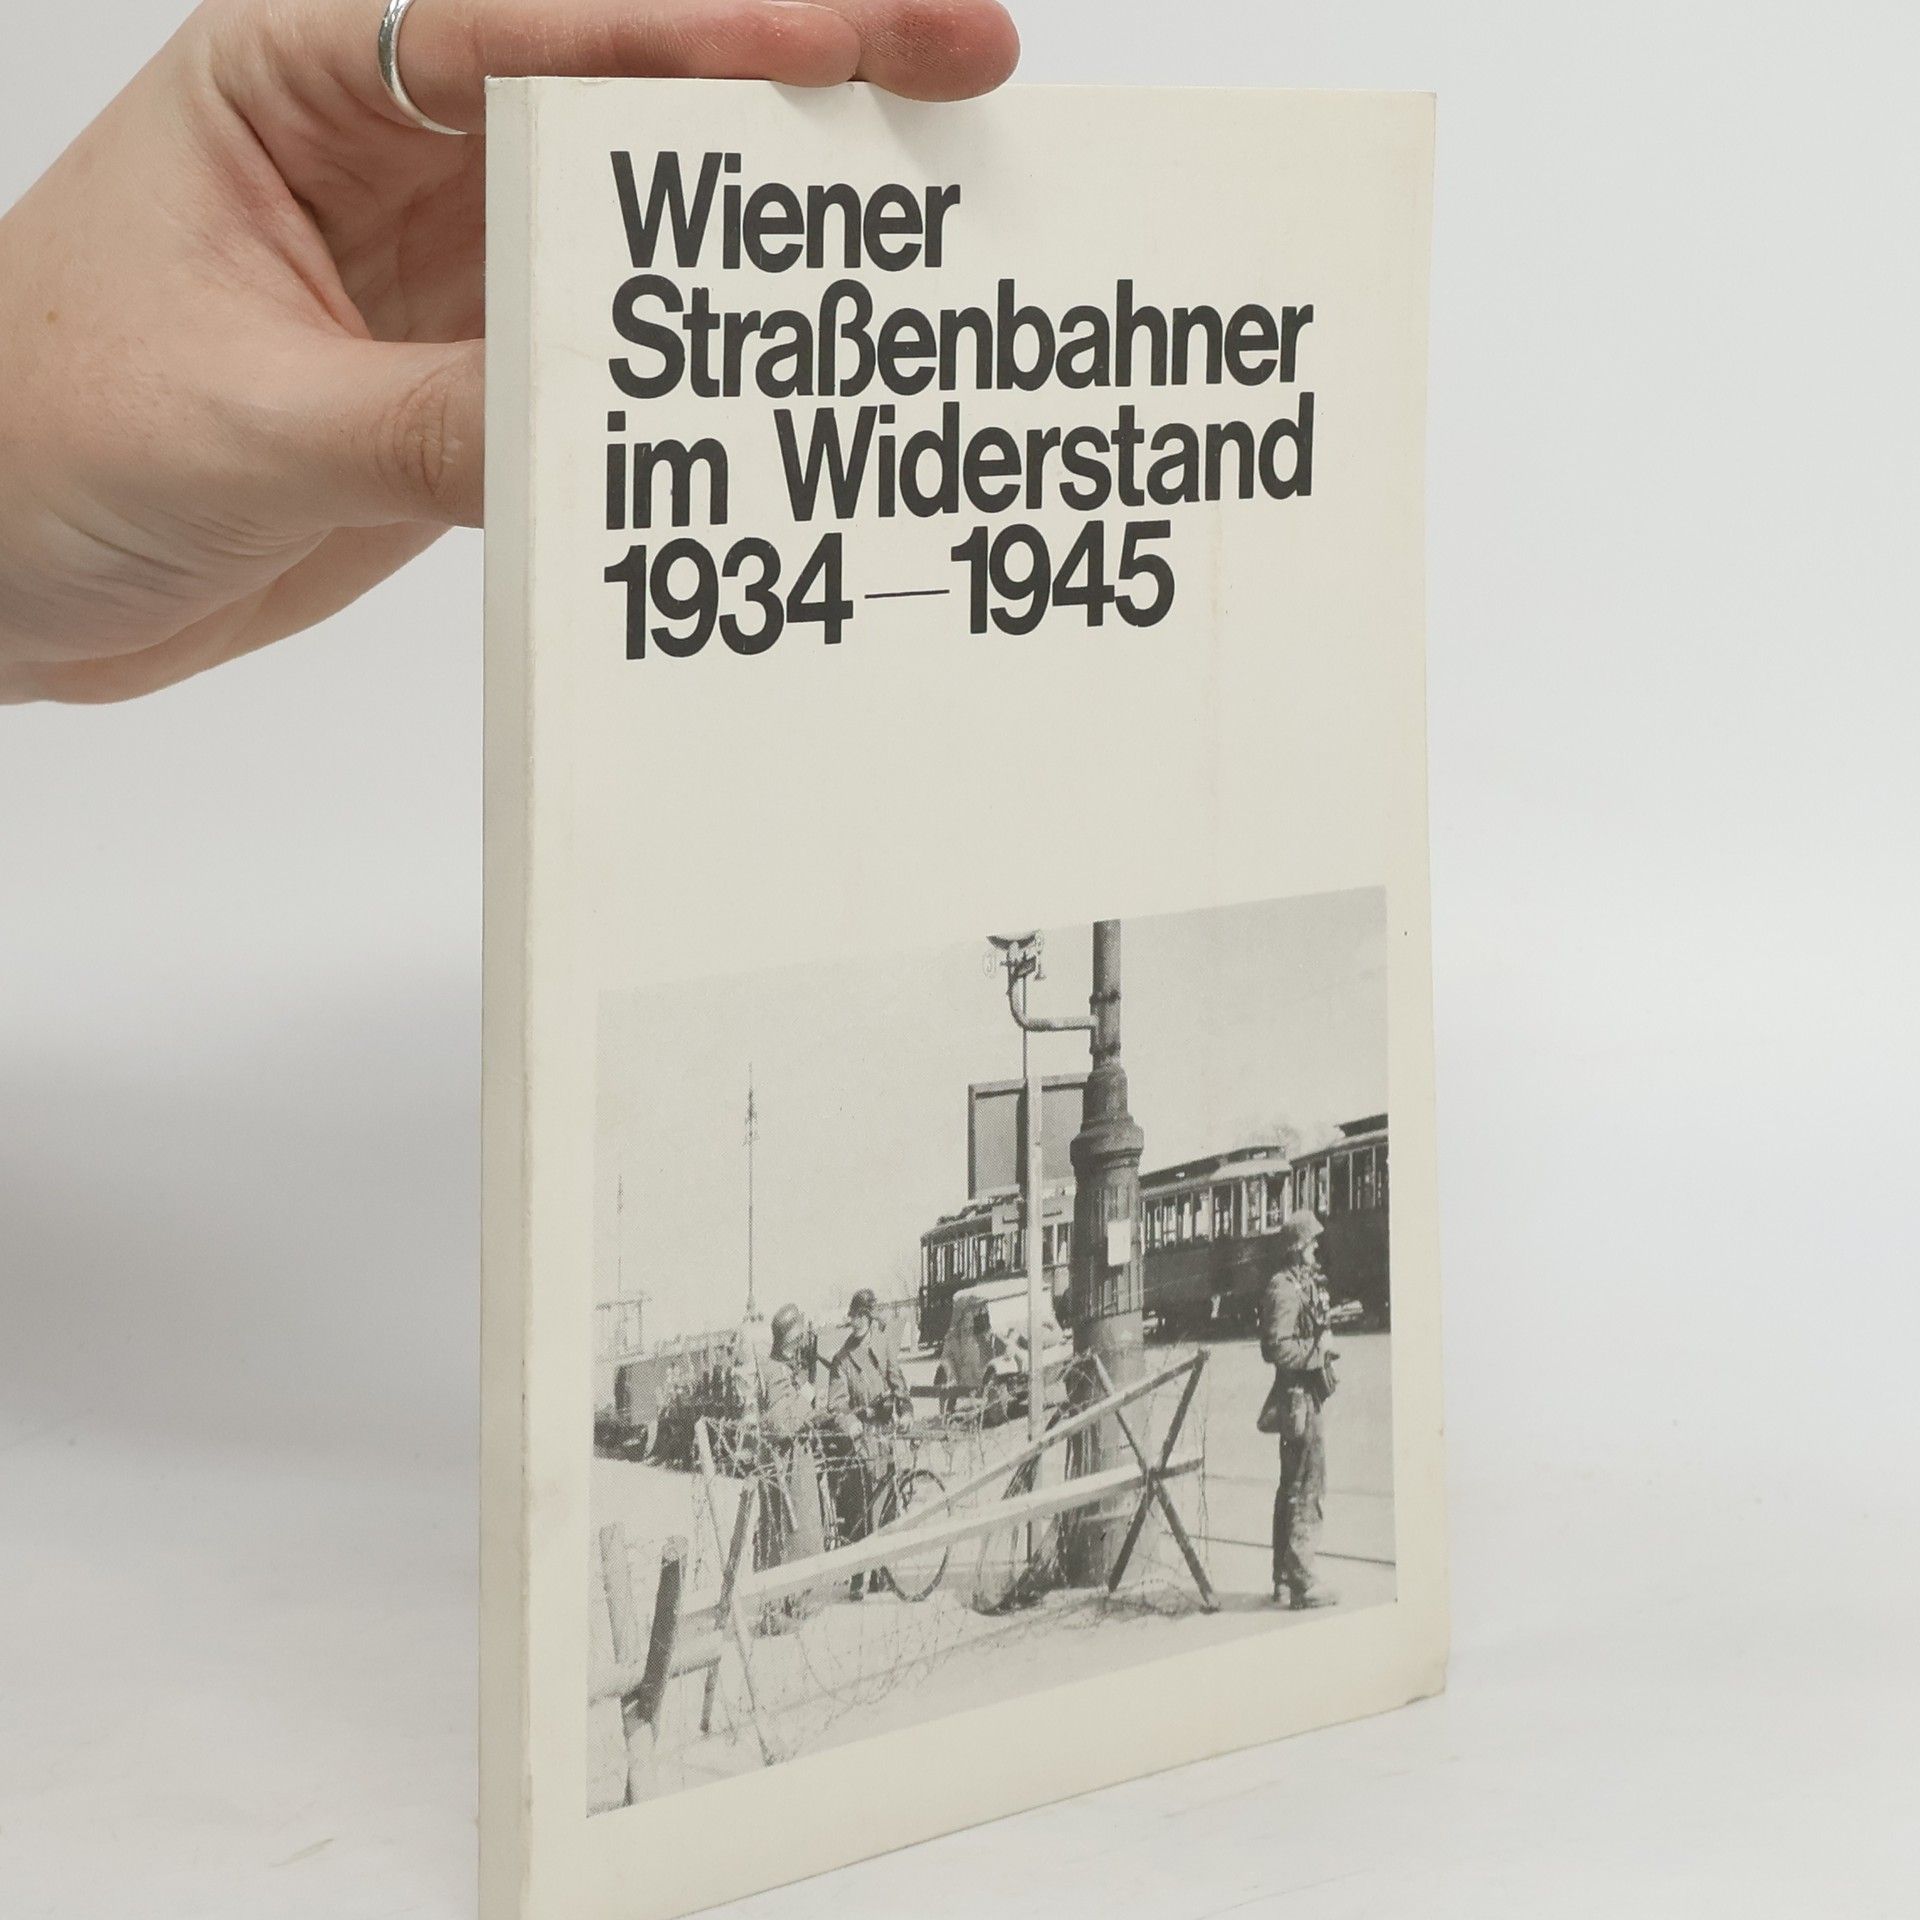 Wiener
Straßenbahner
im Widerstand
1934—1945